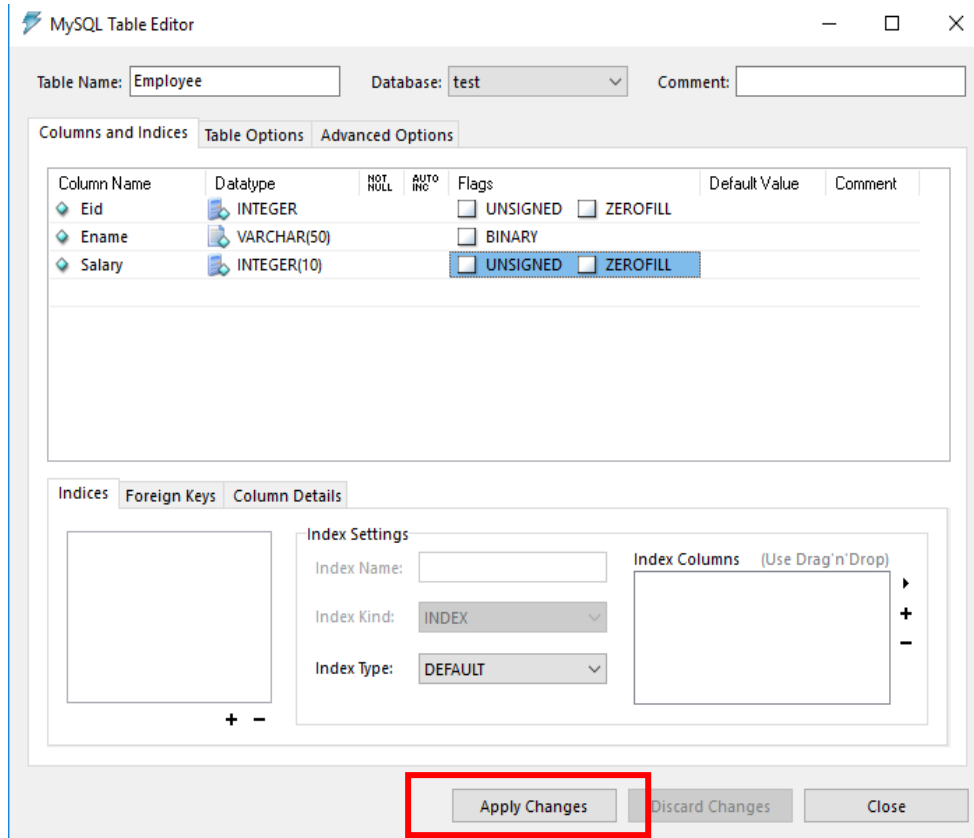 MySQL Table Editor
Table Name: Employee Database: test Comment:
Columns and Indices Table Options Advanced Options
Column Name Datatype NOT NULL AUTO INC Flags Default Value Comment
Eid INTEGER UNSIGNED ZEROFILL
Ename VARCHAR(50) BINARY
Salary INTEGER(10) UNSIGNED ZEROFILL
Indices Foreign Keys Column Details
Index Settings
Index Name:
Index Kind: INDEX
Index Type: DEFAULT
Index Columns (Use Drag'n'Drop)
Apply Changes Discard Changes Close